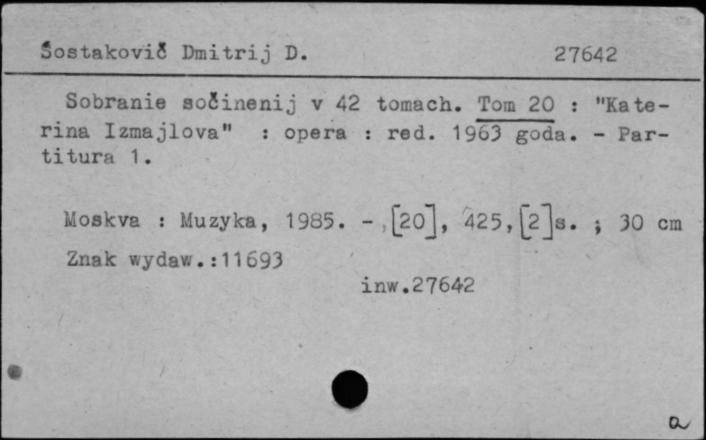 Šostakovič Dmitrij D. 27642
Sobranie sočinenij v 42 tomach. Tom 20 : "Kate-
rina Izmajlova" : opera : red. 1963 goda. - Par-
titura 1.
Moskva : Muzyka, 1985. - ,[20], 425,[2]s. ; 30 cm
Znak wydaw.:11693
inw.27642
a